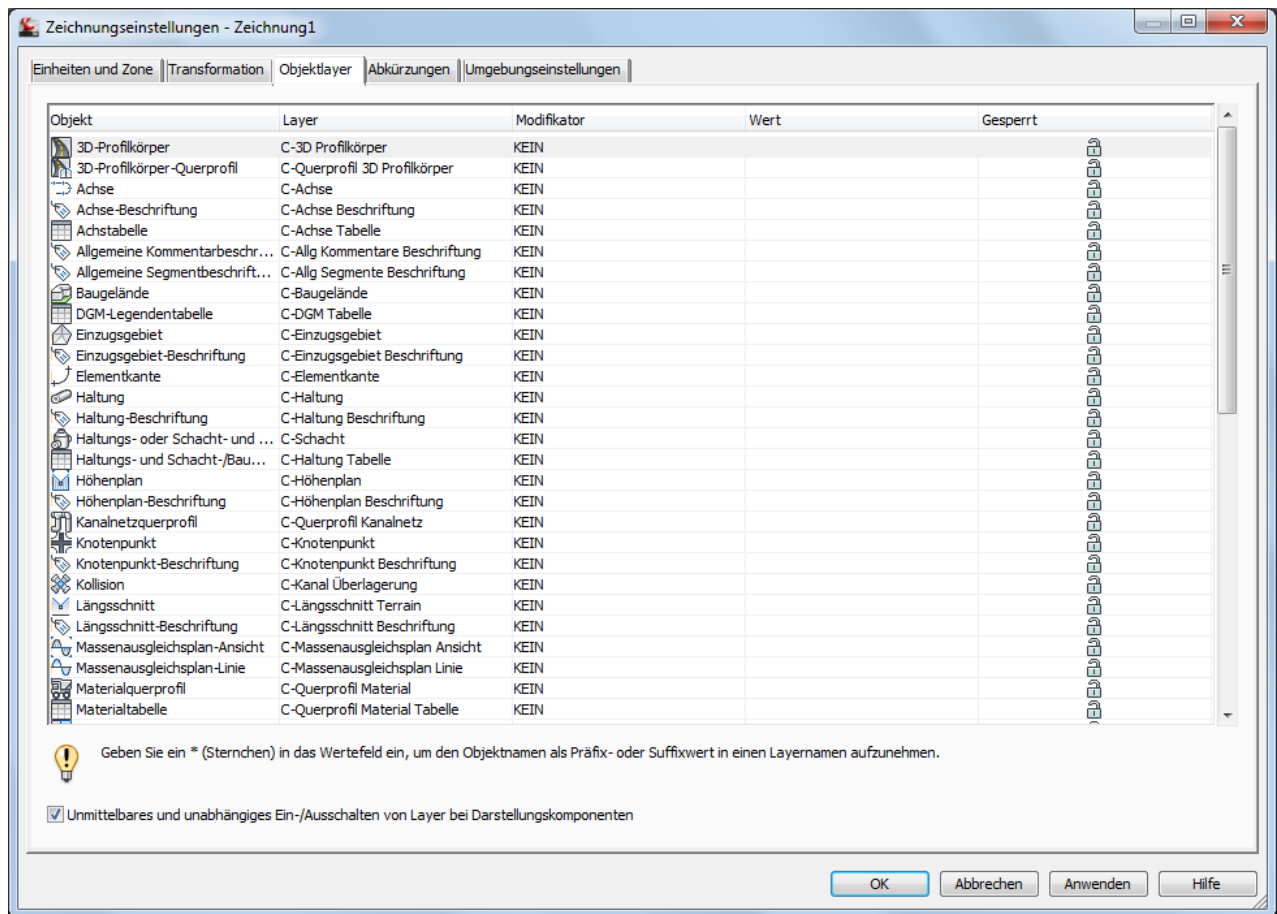 Zeichnungseinstellungen - Zeichnung1
Einheiten und Zone Transformation Objektlayer Abkürzungen Umgebungseinstellungen
Objekt Layer Modifikator Wert Gesperrt
3D-Profilkörper C-3D Profilkörper KEIN
3D-Profilkörper-Querprofil C-Querprofil 3D Profilkörper KEIN
Achse C-Achse KEIN
Achse-Beschriftung C-Achse Beschriftung KEIN
Achstabelle C-Achse Tabelle KEIN
Allgemeine Kommentarbeschr... C-Allg Kommentare Beschriftung KEIN
Allgemeine Segmentbeschrift... C-Allg Segmente Beschriftung KEIN
Baugelände C-Baugelände KEIN
DGM-Legendentabelle C-DGM Tabelle KEIN
Einzugsgebiet C-Einzugsgebiet KEIN
Einzugsgebiet-Beschriftung C-Einzugsgebiet Beschriftung KEIN
Elementkante C-Elementkante KEIN
Haltung C-Haltung KEIN
Haltung-Beschriftung C-Haltung Beschriftung KEIN
Haltungs- oder Schacht- und ... C-Schacht KEIN
Haltungs- und Schacht-/Bau... C-Haltung Tabelle KEIN
Höhenplan C-Höhenplan KEIN
Höhenplan-Beschriftung C-Höhenplan Beschriftung KEIN
Kanalnetzquerprofil C-Querprofil Kanalnetz KEIN
Knotenpunkt C-Knotenpunkt KEIN
Knotenpunkt-Beschriftung C-Knotenpunkt Beschriftung KEIN
Kollision C-Kanal Überlagerung KEIN
Längsschnitt C-Längsschnitt Terrain KEIN
Längsschnitt-Beschriftung C-Längsschnitt Beschriftung KEIN
Massenausgleichsplan-Ansicht C-Massenausgleichsplan Ansicht KEIN
Massenausgleichsplan-Linie C-Massenausgleichsplan Linie KEIN
Materialquerprofil C-Querprofil Material KEIN
Materialtabelle C-Querprofil Material Tabelle KEIN
Geben Sie ein * (Sternchen) in das Wertefeld ein, um den Objektnamen als Präfix- oder Suffixwert in einen Layernamen aufzunehmen.
Unmittelbares und unabhängiges Ein-/Ausschalten von Layer bei Darstellungskomponenten
OK Abbrechen Anwenden Hilfe